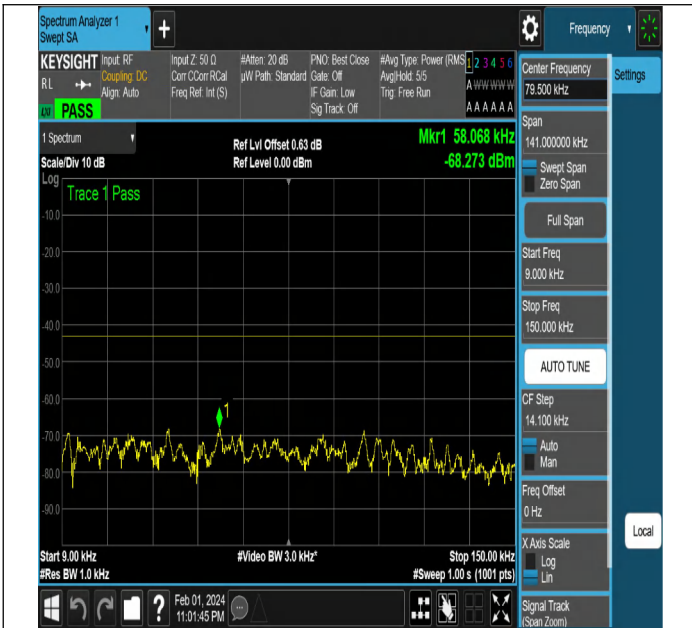 Spectrum Analyzer 1
Swept SA
+
Frequency
KEYSIGHT
RL
LXI
PASS
Input: RF
Coupling: DC
Align: Auto
Input Z: 50 Ω
Corr CCorr RCal
Freq Ref: Int (S)
#Atten: 20 dB
µW Path: Standard
PNO: Best Close
Gate: Off
IF Gain: Low
Sig Track: Off
#Avg Type: Power (RMS
Avg|Hold: 5/5
Trig: Free Run
1 2 3 4 5 6
A W W W W W
A A A A A A
1 Spectrum
Scale/Div 10 dB
Ref Lvl Offset 0.63 dB
Ref Level 0.00 dBm
Mkr1 58.068 kHz
-68.273 dBm
Log
Trace 1 Pass
-10.0
-20.0
-30.0
-40.0
-50.0
-60.0
-70.0
-80.0
-90.0
1
Start 9.00 kHz
#Res BW 1.0 kHz
#Video BW 3.0 kHz*
Stop 150.00 kHz
#Sweep 1.00 s (1001 pts)
?
Feb 01, 2024
11:01:45 PM
Center Frequency
79.500 kHz
Settings
Span
141.000000 kHz
Swept Span
Zero Span
Full Span
Start Freq
9.000 kHz
Stop Freq
150.000 kHz
AUTO TUNE
CF Step
14.100 kHz
Auto
Man
Freq Offset
0 Hz
Local
X Axis Scale
Log
Lin
Signal Track
(Span Zoom)